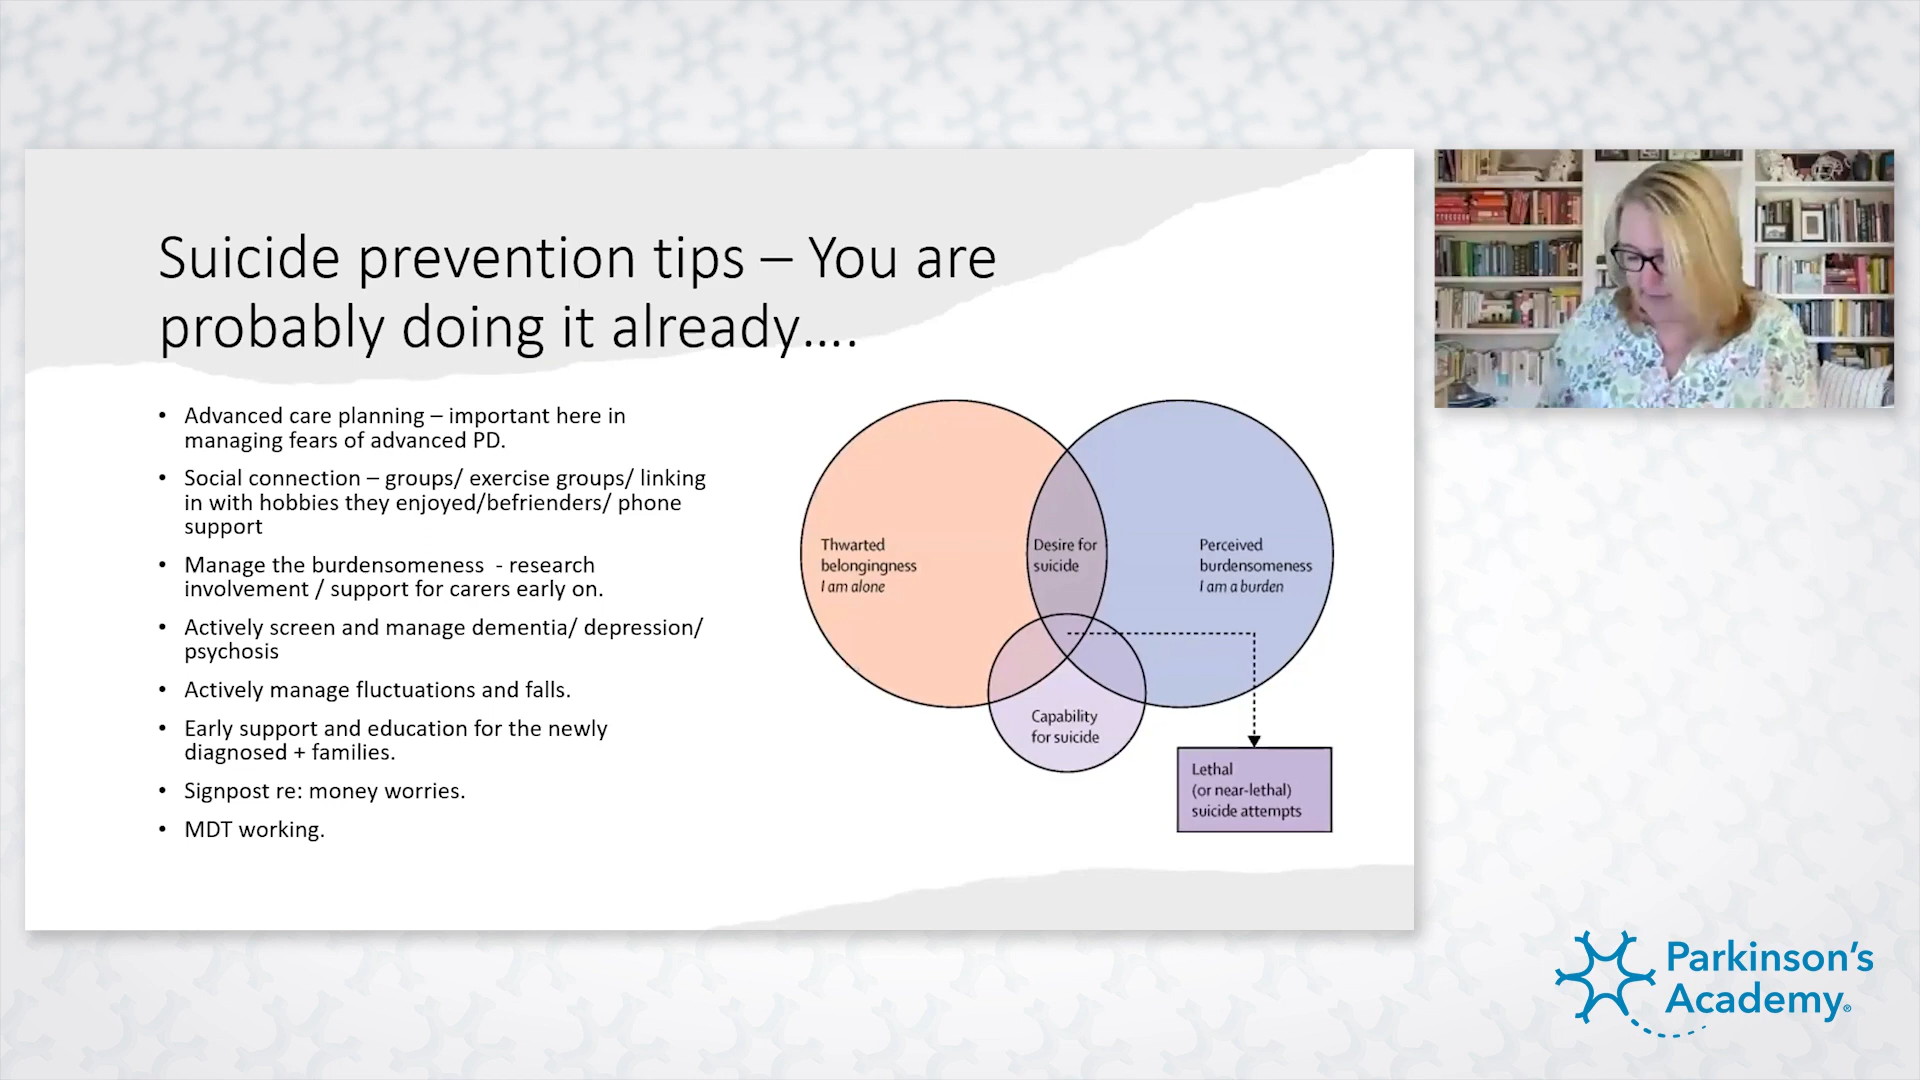 Suicide prevention tips – You are
probably doing it already....
• Advanced care planning – important here in
managing fears of advanced PD.
• Social connection – groups/ exercise groups/ linking
in with hobbies they enjoyed/befrienders/ phone
support
• Manage the burdensomeness  - research
involvement / support for carers early on.
• Actively screen and manage dementia/ depression/
psychosis
• Actively manage fluctuations and falls.
• Early support and education for the newly
diagnosed + families.
• Signpost re: money worries.
• MDT working.
Thwarted
belongingness
I am alone
Desire for
suicide
Perceived
burdensomeness
I am a burden
Capability
for suicide
Lethal
(or near-lethal)
suicide attempts
Parkinson's
Academy®